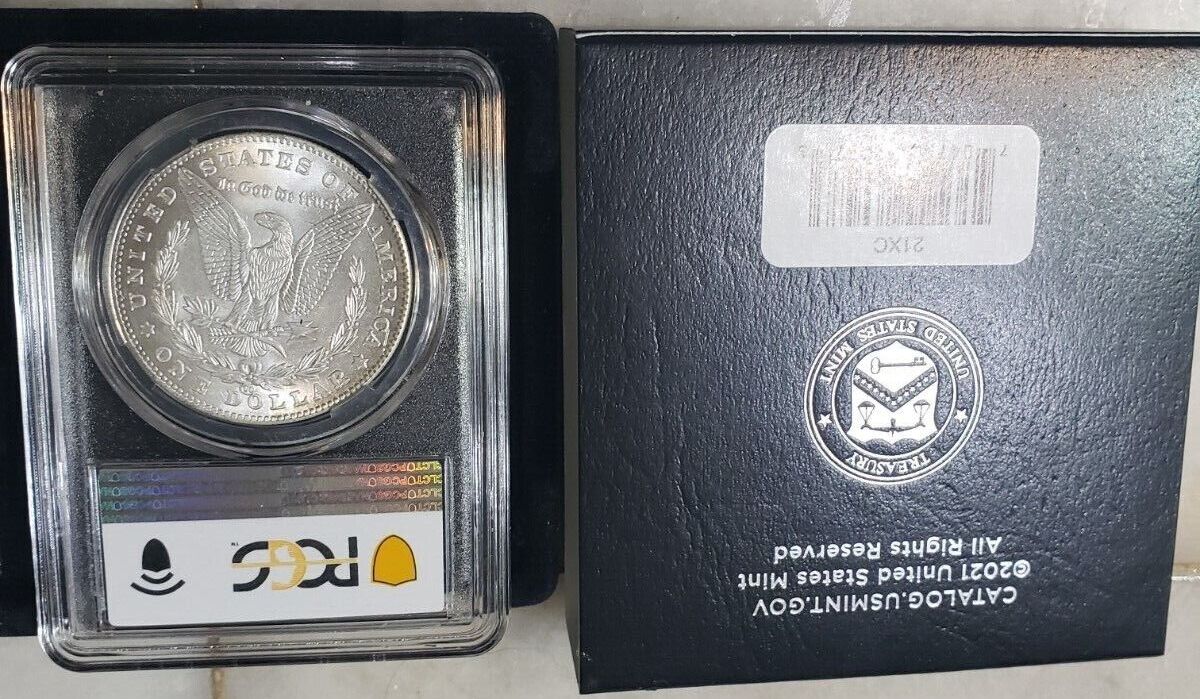 UNITED STATES OF AMERICA
In God We Trust
ONE DOLLAR
PCGS
TM
21XC
UNITED STATES MINT
TREASURY
CATALOG.USMINT.GOV
©2021 United States Mint
All Rights Reserved